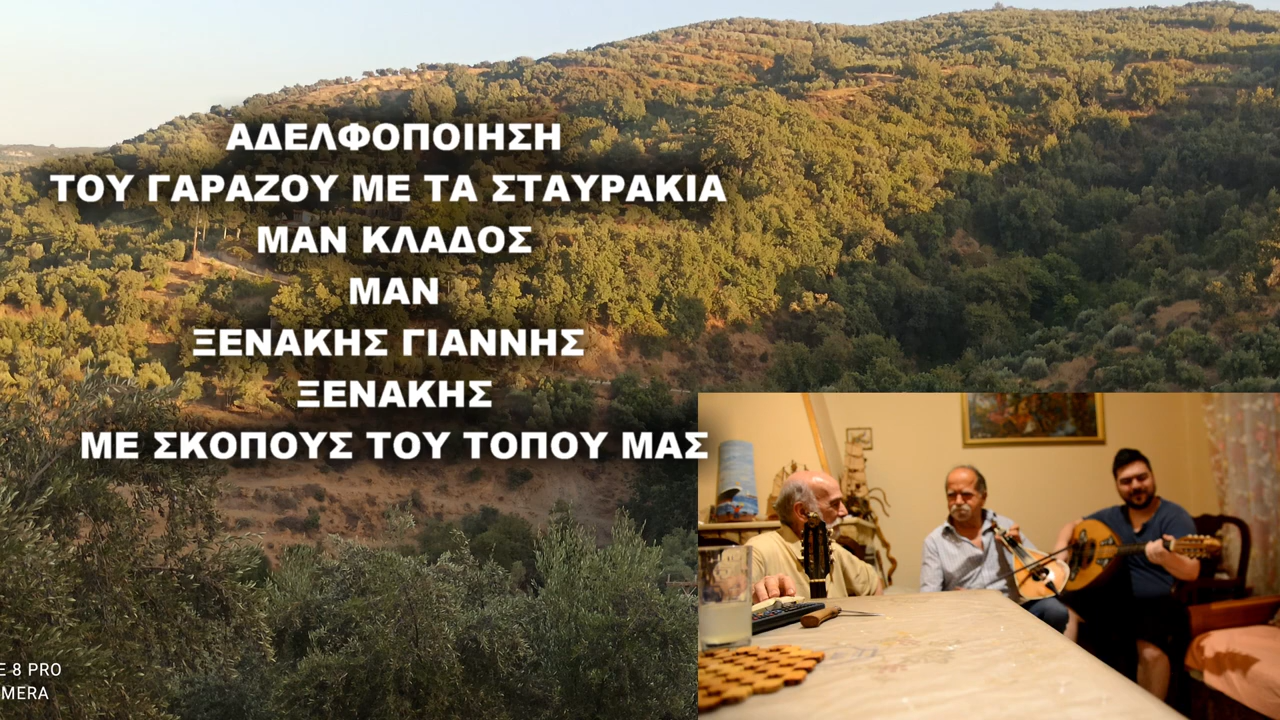 ΑΔΕΛΦΟΠΟΙΗΣΗ
ΤΟΥ ΓΑΡΑΖΟΥ ΜΕ ΤΑ ΣΤΑΥΡΑΚΙΑ
ΜΑΝ ΚΛΑΔΟΣ
ΜΑΝ
ΞΕΝΑΚΗΣ ΓΙΑΝΝΗΣ
ΞΕΝΑΚΗΣ
ΜΕ ΣΚΟΠΟΥΣ ΤΟΥ ΤΟΠΟΥ ΜΑΣ
E 8 PRO
MERA